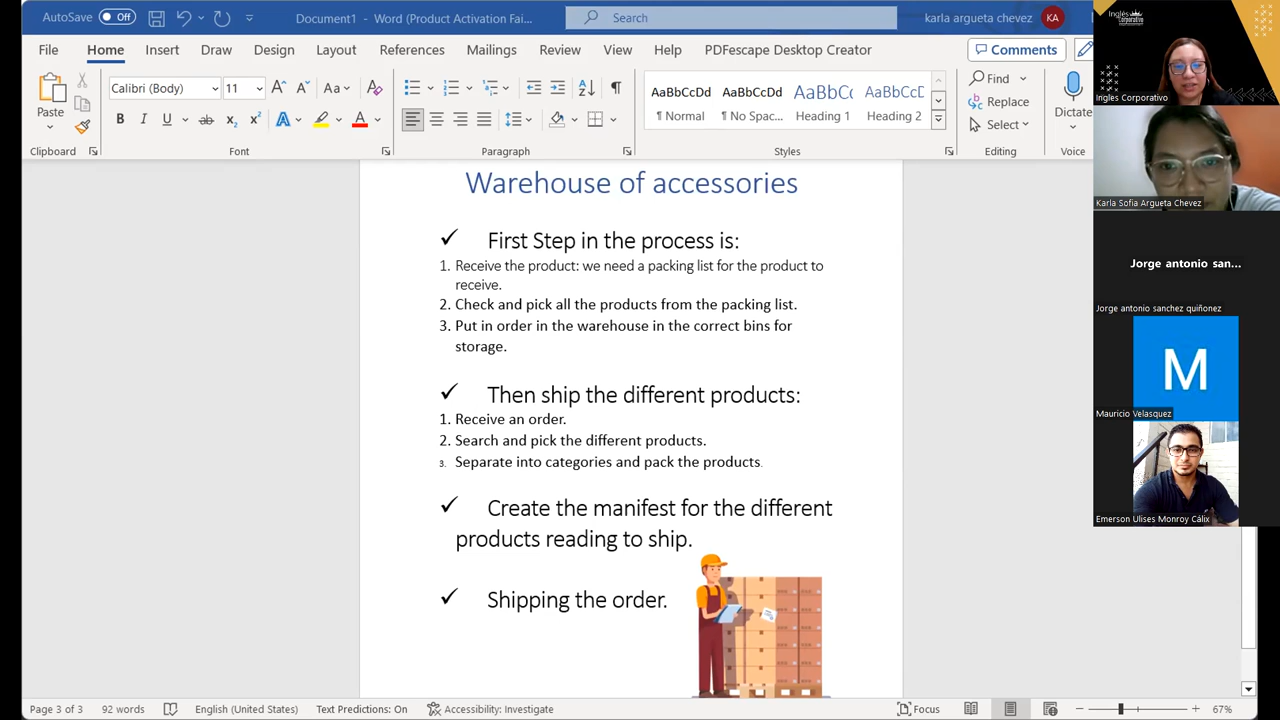 AutoSave Off Document1 - Word (Product Activation Fai... Search karla argueta chevez KA
File Home Insert Draw Design Layout References Mailings Review View Help PDFescape Desktop Creator Comments
Paste
Calibri (Body) 11
AaBbCcDd AaBbCcDd AaBbCc AaBbCcD
¶ Normal ¶ No Spac... Heading 1 Heading 2
Find
Replace
Select
Dictate
Clipboard Font Paragraph Styles Editing Voice
Warehouse of accessories
✓ First Step in the process is:
1. Receive the product: we need a packing list for the product to
receive.
2. Check and pick all the products from the packing list.
3. Put in order in the warehouse in the correct bins for
storage.
✓ Then ship the different products:
1. Receive an order.
2. Search and pick the different products.
3. Separate into categories and pack the products.
✓ Create the manifest for the different
products reading to ship.
✓ Shipping the order.
Page 3 of 3 92 words English (United States) Text Predictions: On Accessibility: Investigate Focus 67%
Inglés
Corporativo
Ingles Corporativo
Karla Sofia Argueta Chevez
Jorge antonio san...
Jorge antonio sanchez quiñonez
M
Mauricio Velasquez
Emerson Ulises Monroy Cálix